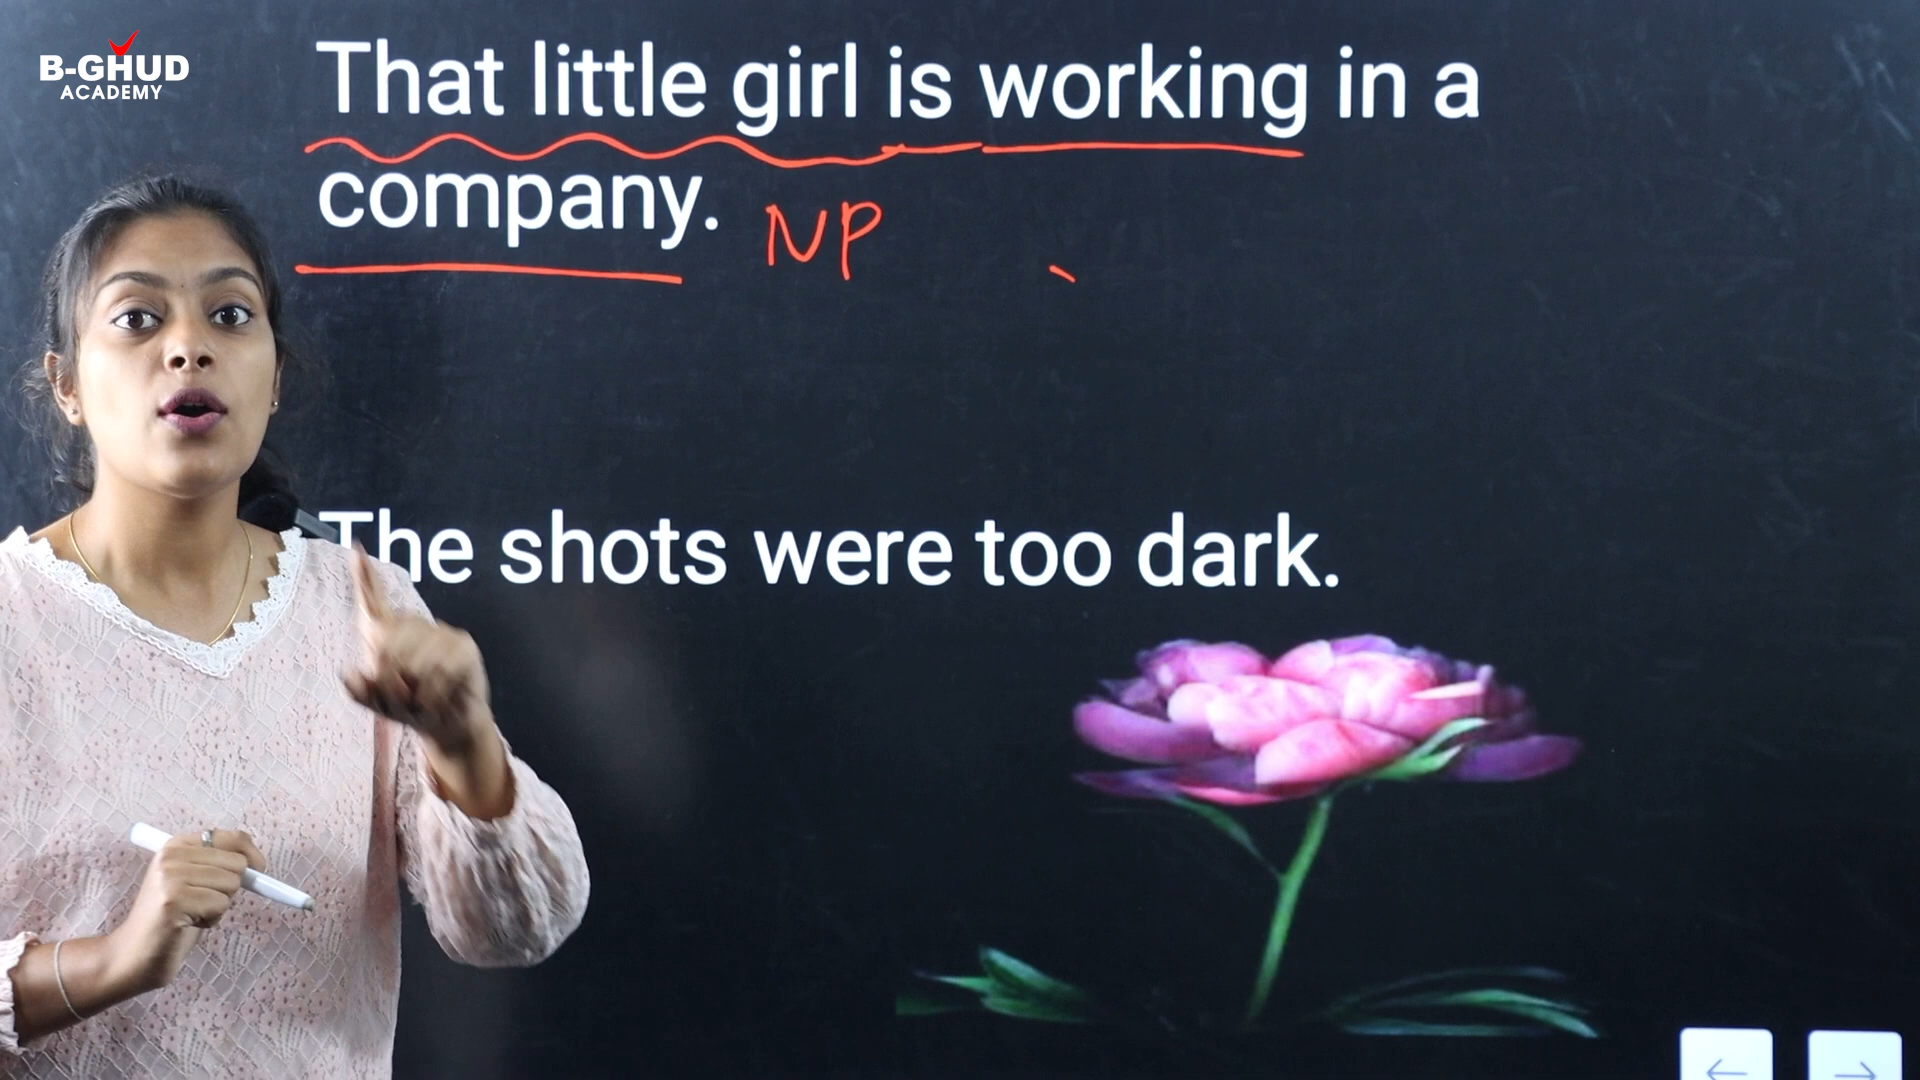 B-GHUD
ACADEMY
That little girl is working in a
company.
NP
The shots were too dark.